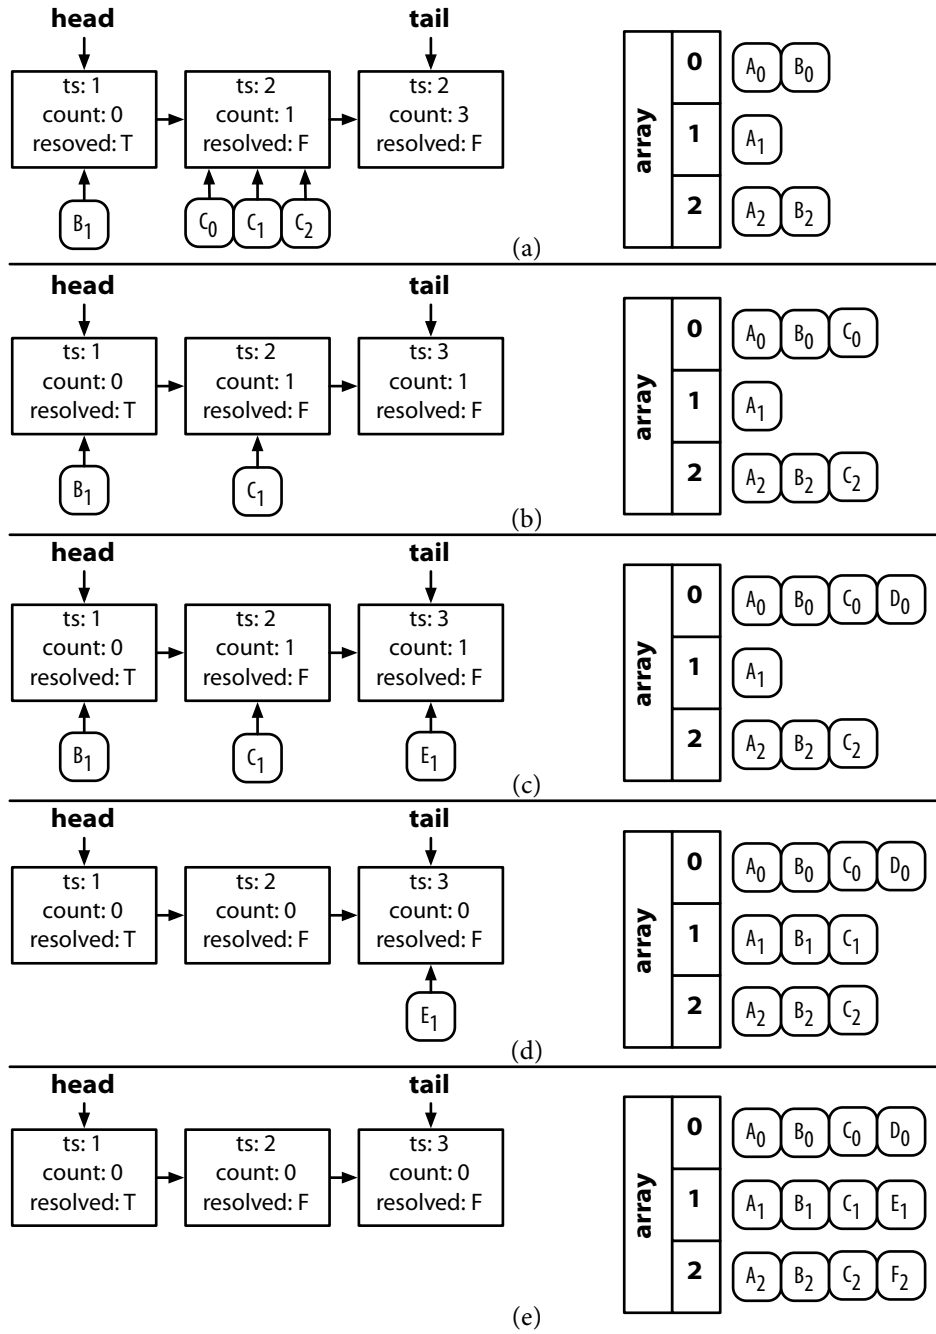 head tail
ts: 1 ts: 2 ts: 2
count: 0 count: 1 count: 3
resoved: T resolved: F resolved: F
B1 C0 C1 C2
array
0 A0 B0
1 A1
2 A2 B2
(a)
head tail
ts: 1 ts: 2 ts: 3
count: 0 count: 1 count: 1
resolved: T resolved: F resolved: F
B1 C1
array
0 A0 B0 C0
1 A1
2 A2 B2 C2
(b)
head tail
ts: 1 ts: 2 ts: 3
count: 0 count: 1 count: 1
resolved: T resolved: F resolved: F
B1 C1 E1
array
0 A0 B0 C0 D0
1 A1
2 A2 B2 C2
(c)
head tail
ts: 1 ts: 2 ts: 3
count: 0 count: 0 count: 0
resolved: T resolved: F resolved: F
E1
array
0 A0 B0 C0 D0
1 A1 B1 C1
2 A2 B2 C2
(d)
head tail
ts: 1 ts: 2 ts: 3
count: 0 count: 0 count: 0
resolved: T resolved: F resolved: F
array
0 A0 B0 C0 D0
1 A1 B1 C1 E1
2 A2 B2 C2 F2
(e)